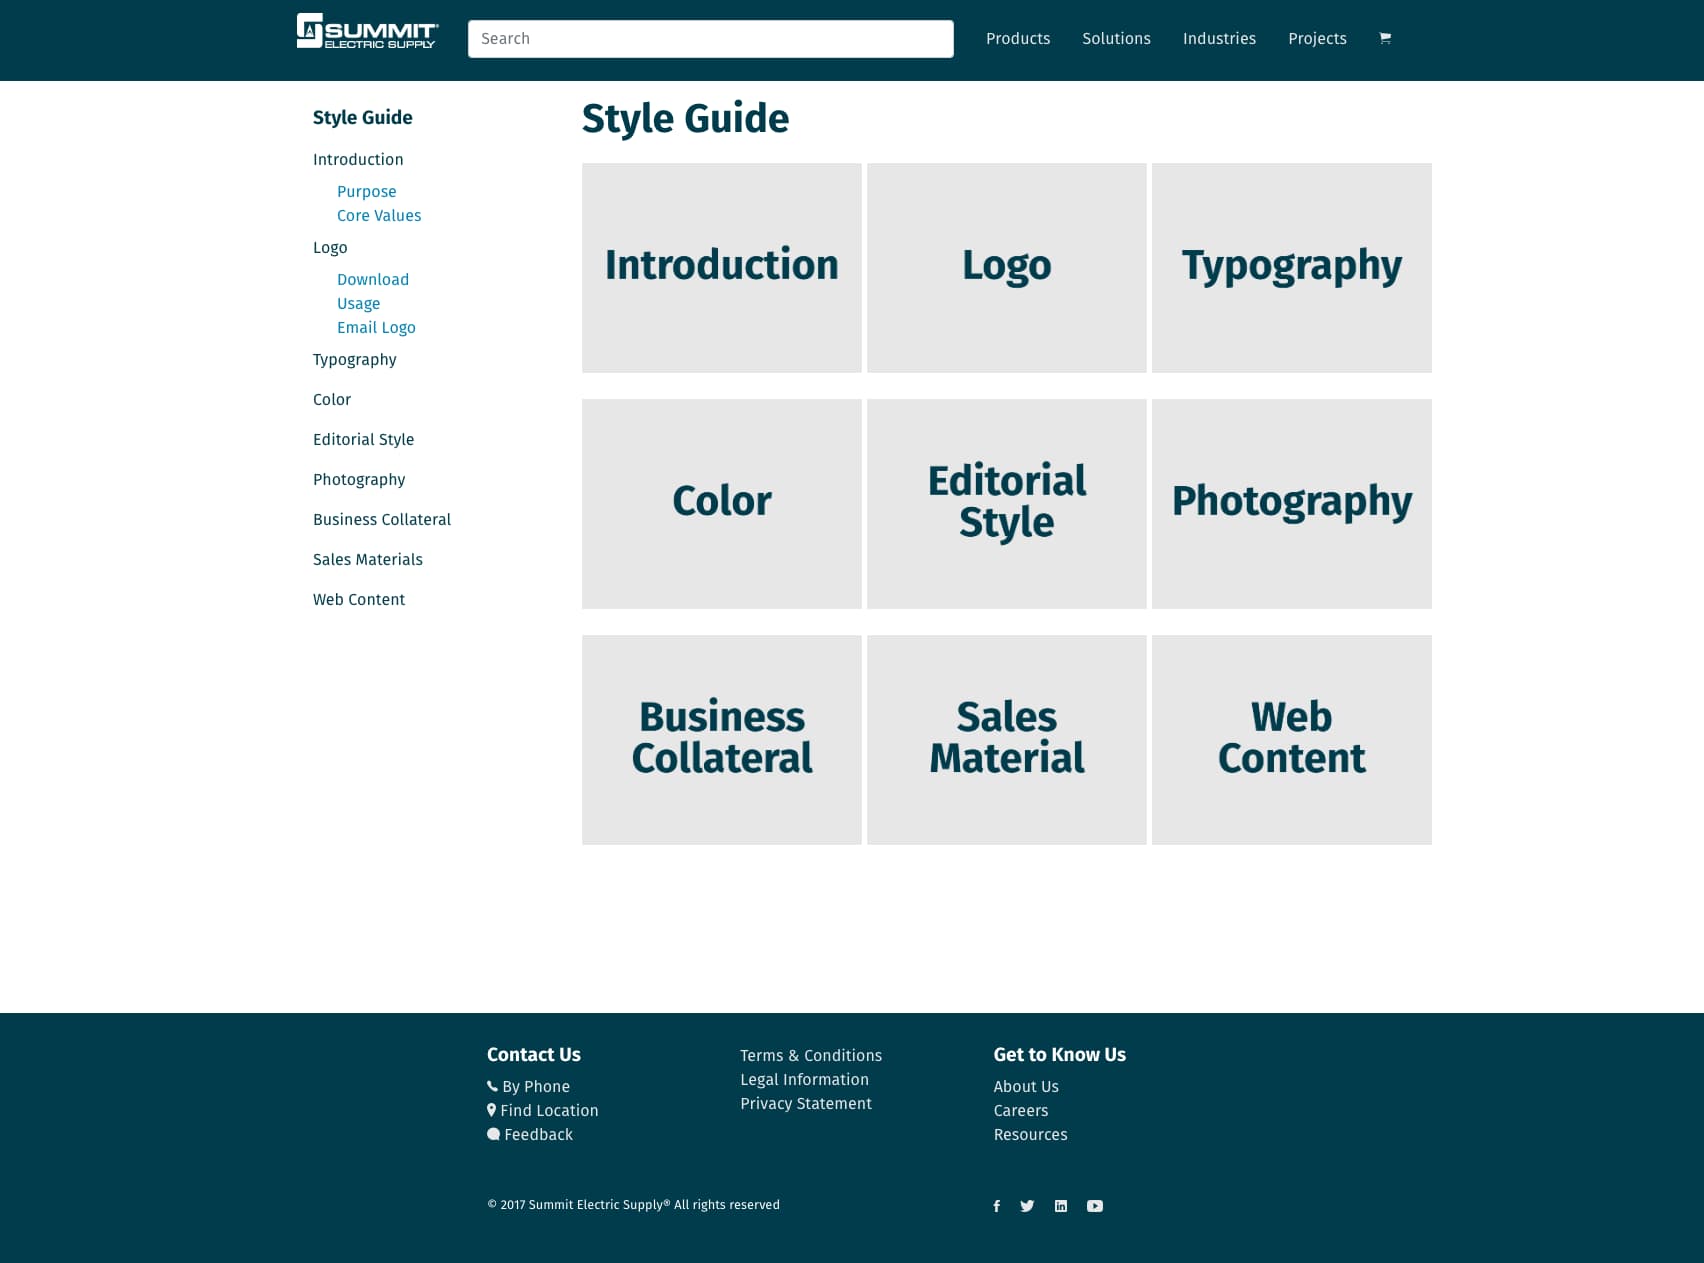 SUMMIT®
ELECTRIC SUPPLY
Search
Products
Solutions
Industries
Projects
Style Guide
Introduction
Purpose
Core Values
Logo
Download
Usage
Email Logo
Typography
Color
Editorial Style
Photography
Business Collateral
Sales Materials
Web Content
Style Guide
Introduction
Logo
Typography
Color
Editorial
Style
Photography
Business
Collateral
Sales
Material
Web
Content
Contact Us
By Phone
Find Location
Feedback
Terms & Conditions
Legal Information
Privacy Statement
Get to Know Us
About Us
Careers
Resources
© 2017 Summit Electric Supply® All rights reserved